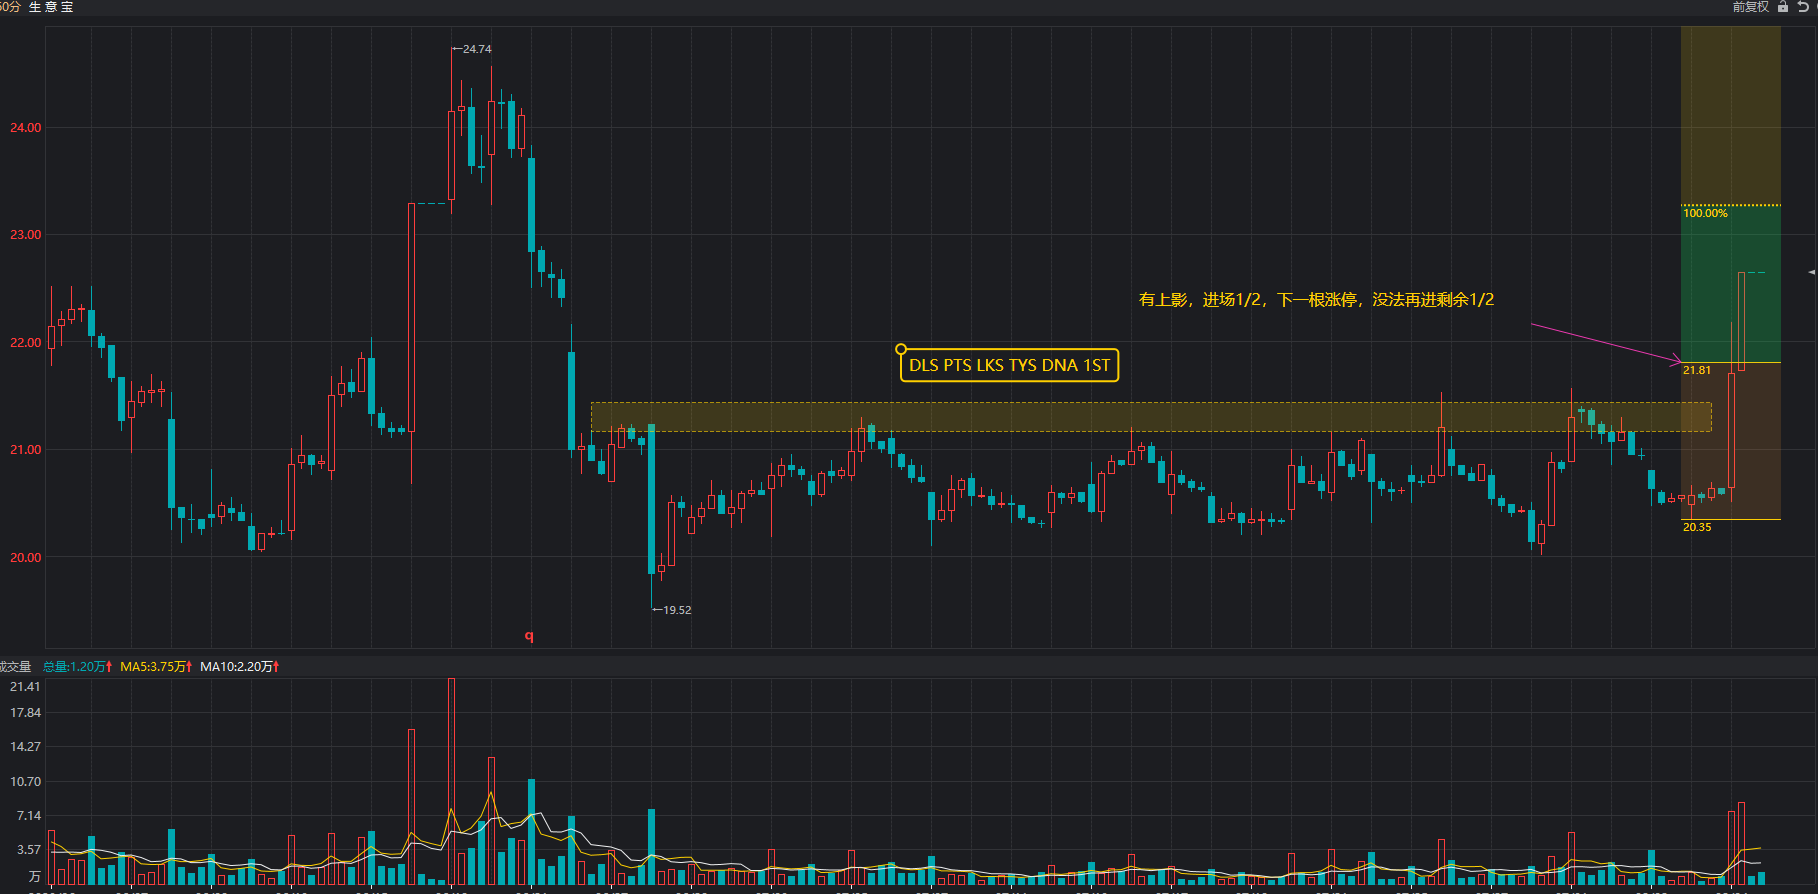 60分 生意宝
前复权
←24.74
24.00
23.00
100.00%
有上影，进场1/2，下一根涨停，没法再进剩余1/2
22.00
DLS PTS LKS TYS DNA 1ST
21.81
21.00
20.35
20.00
←19.52
q
成交量 总量:1.20万 MA5:3.75万 MA10:2.20万
21.41
17.84
14.27
10.70
7.14
3.57
万